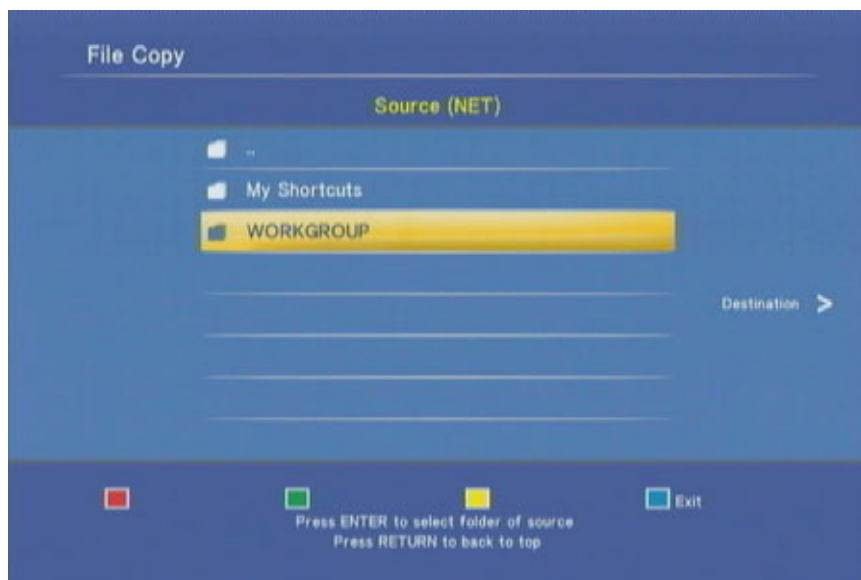 File Copy
Source (NET)
..
My Shortcuts
WORKGROUP
Destination >
Exit
Press ENTER to select folder of source
Press RETURN to back to top